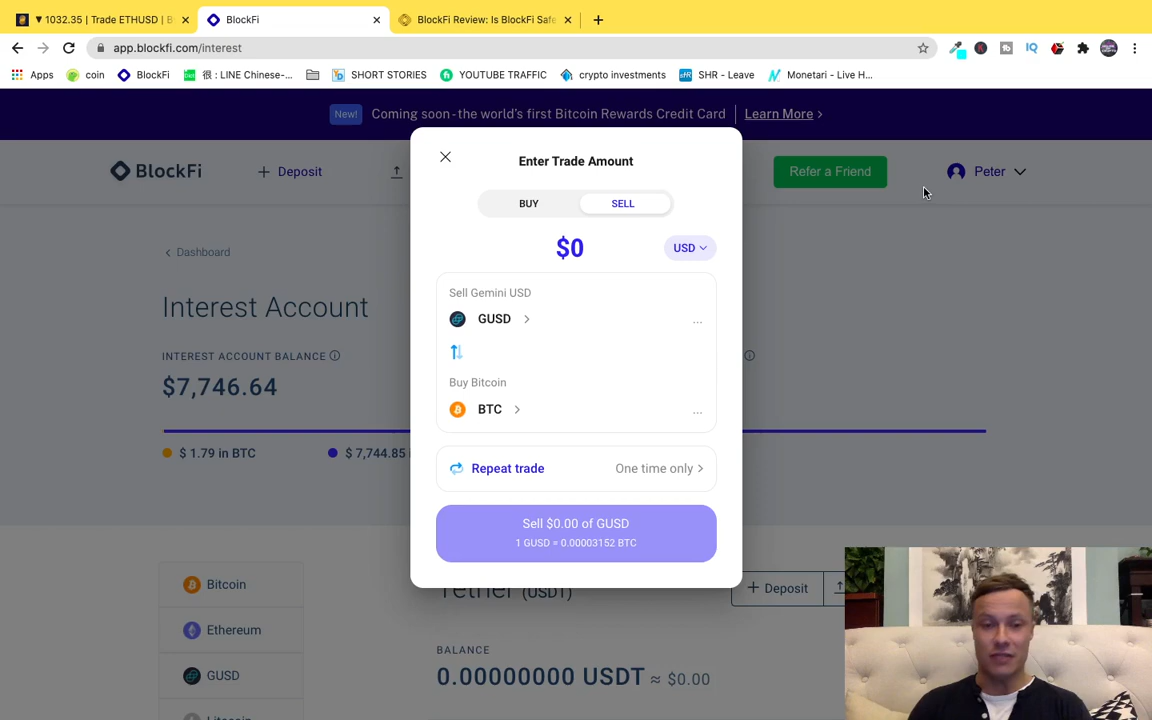 ▼1032.35 | Trade ETHUSD | B
BlockFi
BlockFi Review: Is BlockFi Safe
app.blockfi.com/interest
Apps
coin
BlockFi
很 : LINE Chinese-...
SHORT STORIES
YOUTUBE TRAFFIC
crypto investments
SHR - Leave
Monetari - Live H...
New! Coming soon - the world's first Bitcoin Rewards Credit Card Learn More >
BlockFi
+ Deposit
Refer a Friend
Peter
Enter Trade Amount
BUY SELL
$0 USD
Sell Gemini USD
GUSD > ...
Buy Bitcoin
BTC > ...
Repeat trade One time only >
Sell $0.00 of GUSD
1 GUSD = 0.00003152 BTC
< Dashboard
Interest Account
INTEREST ACCOUNT BALANCE
$7,746.64
$ 1.79 in BTC
$ 7,744.85
Bitcoin
Ethereum
GUSD
Tether (USDT)
+ Deposit
BALANCE
0.00000000 USDT ≈ $0.00